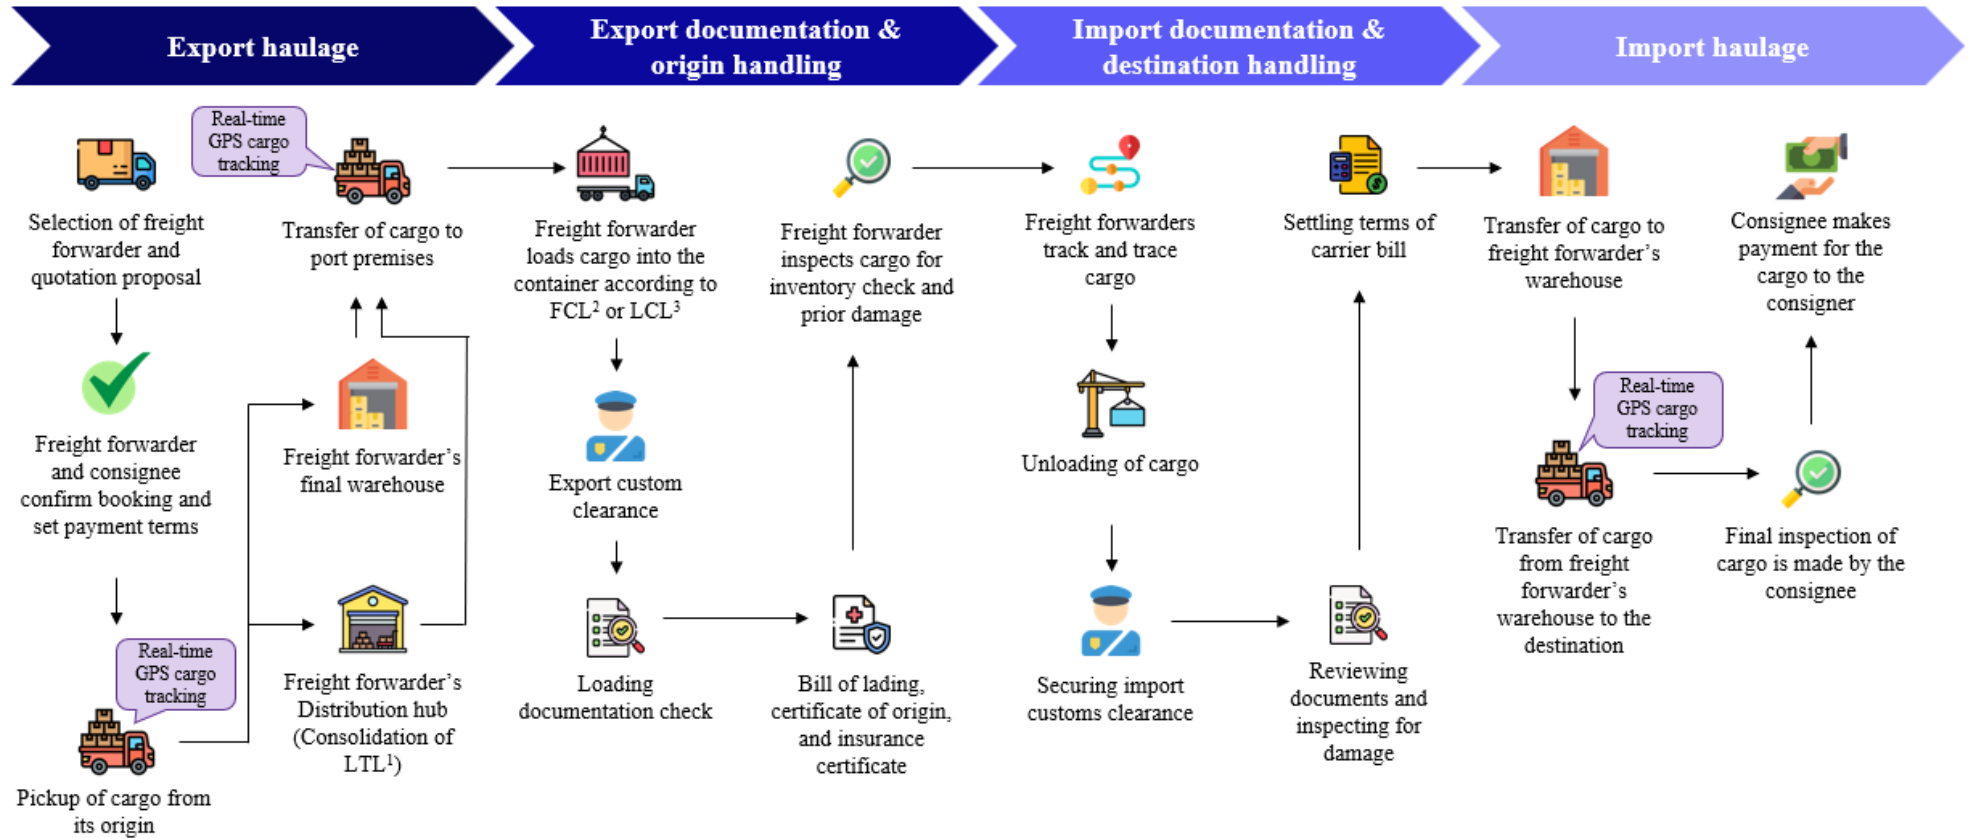 Export haulage
Export documentation &
origin handling
Import documentation &
destination handling
Import haulage
Selection of freight
forwarder and
quotation proposal
Freight forwarder
and consignee
confirm booking and
set payment terms
Real-time
GPS cargo
tracking
Pickup of cargo from
its origin
Real-time
GPS cargo
tracking
Transfer of cargo to
port premises
Freight forwarder's
final warehouse
Freight forwarder's
Distribution hub
(Consolidation of
LTL¹)
Freight forwarder
loads cargo into the
container according to
FCL² or LCL³
Export custom
clearance
Loading
documentation check
Freight forwarder
inspects cargo for
inventory check and
prior damage
Bill of lading,
certificate of origin,
and insurance
certificate
Freight forwarders
track and trace
cargo
Unloading of cargo
Securing import
customs clearance
Settling terms of
carrier bill
Reviewing
documents and
inspecting for
damage
Transfer of cargo to
freight forwarder's
warehouse
Real-time
GPS cargo
tracking
Transfer of cargo
from freight
forwarder's
warehouse to the
destination
Consignee makes
payment for the
cargo to the
consigner
Final inspection of
cargo is made by the
consignee